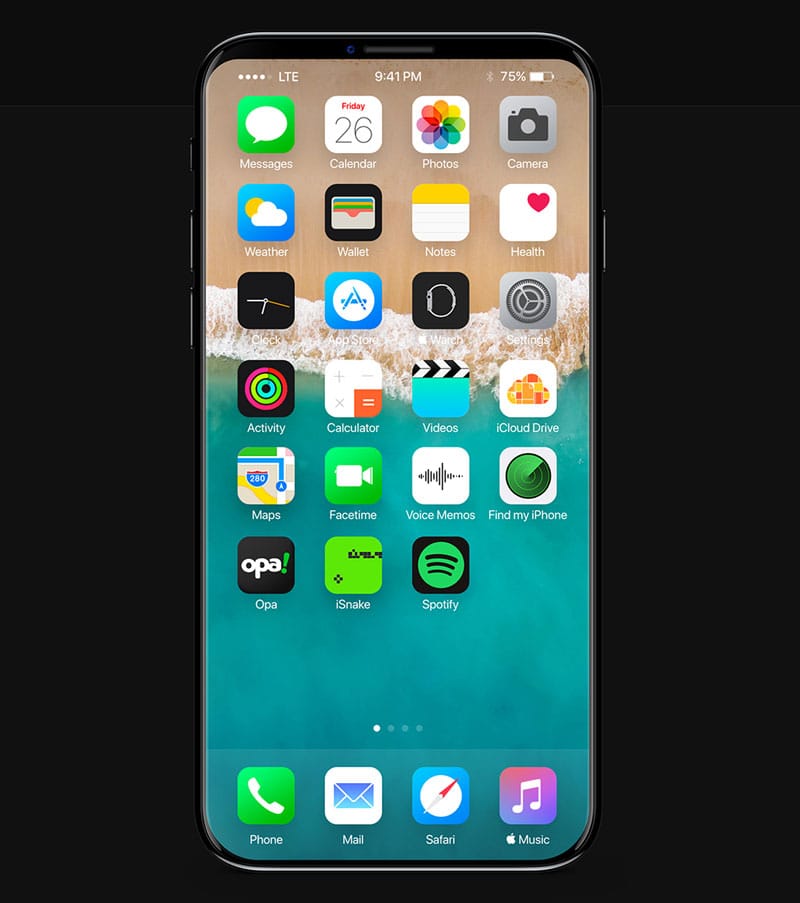 LTE 9:41 PM 75%
Friday
26
Messages Calendar Photos Camera
Weather Wallet Notes Health
Clock App Store Watch Settings
+ −
× =
Activity Calculator Videos iCloud Drive
280
Maps Facetime Voice Memos Find my iPhone
opa!
Opa iSnake Spotify
Phone Mail Safari Music